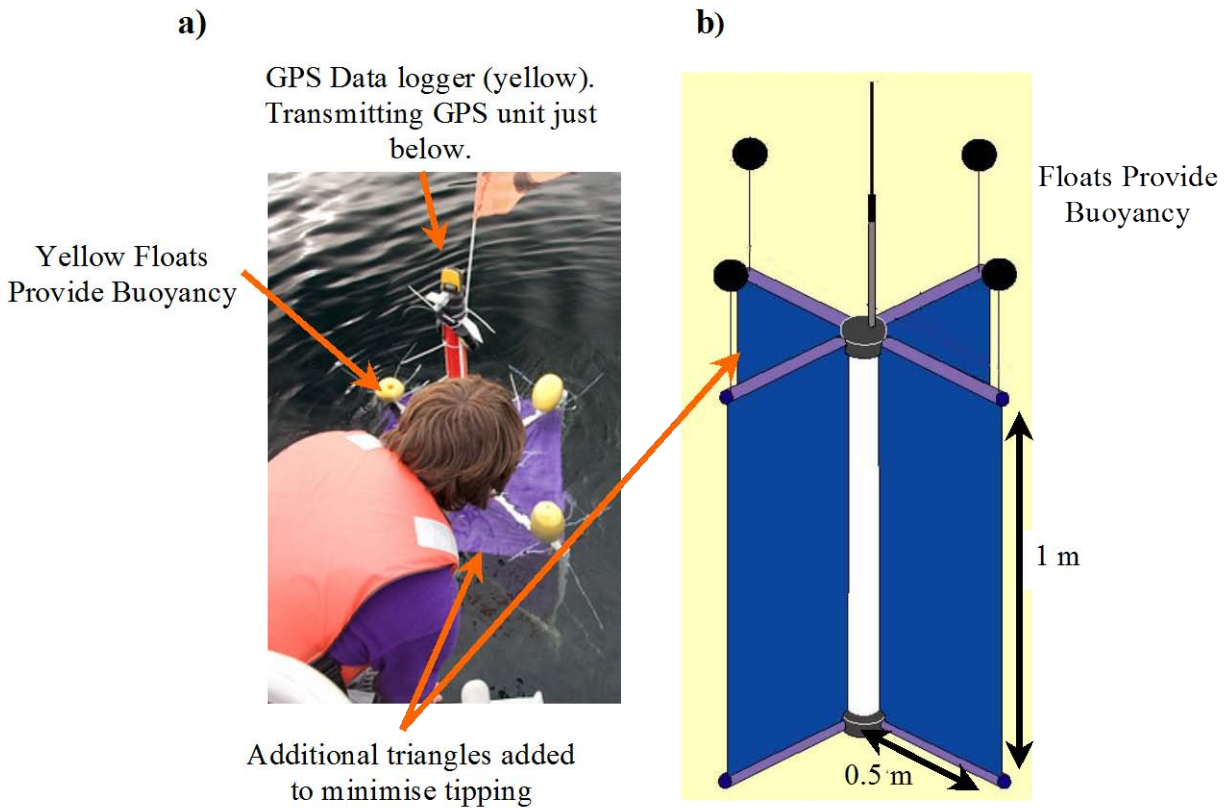 a)
GPS Data logger (yellow).
Transmitting GPS unit just
below.
Yellow Floats
Provide Buoyancy
Additional triangles added
to minimise tipping
b)
Floats Provide
Buoyancy
1 m
0.5 m